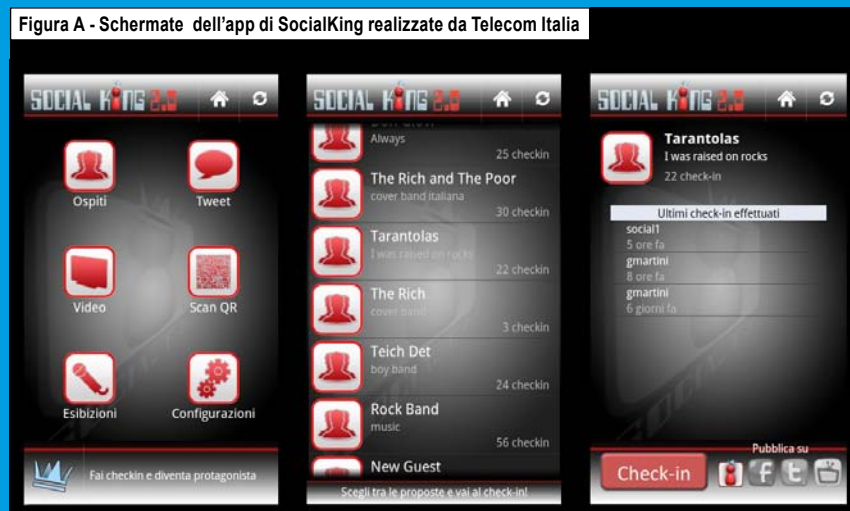 Figura A - Schermate dell'app di SocialKing realizzate da Telecom Italia
SOCIAL KING 2.0
Ospiti
Tweet
Video
Scan QR
Esibizioni
Configurazioni
Fai checkin e diventa protagonista
SOCIAL KING 2.0
Always
25 checkin
The Rich and The Poor
cover band italiana
30 checkin
Tarantolas
I was raised on rocks
22 checkin
The Rich
cover band
3 checkin
Teich Det
boy band
24 checkin
Rock Band
music
56 checkin
New Guest
Scegli tra le proposte e vai al check-in!
SOCIAL KING 2.0
Tarantolas
I was raised on rocks
22 check-in
Ultimi check-in effettuati
social1
5 ore fa
gmartini
8 ore fa
gmartini
6 giorni fa
Pubblica su
Check-in